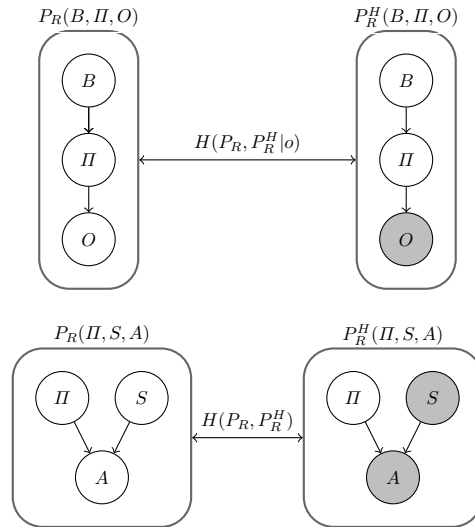 P_R(B, Π, O) P_R^H(B, Π, O)
B B
Π H(P_R, P_R^H|o) Π
O O
P_R(Π, S, A) P_R^H(Π, S, A)
Π S H(P_R, P_R^H) Π S
A A